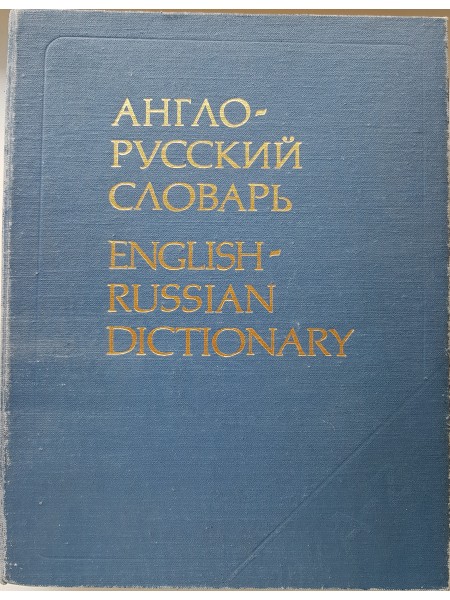 АНГЛО-
РУССКИЙ
СЛОВАРЬ
ENGLISH-
RUSSIAN
DICTIONARY